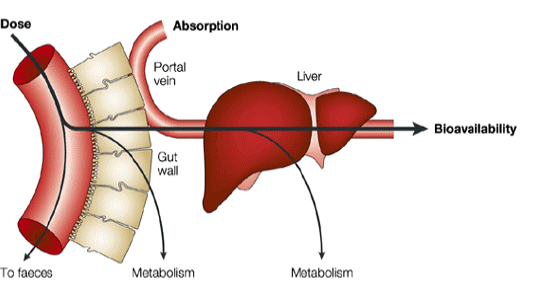 Dose
Absorption
Portal
vein
Liver
Bioavailability
Gut
wall
To faeces
Metabolism
Metabolism